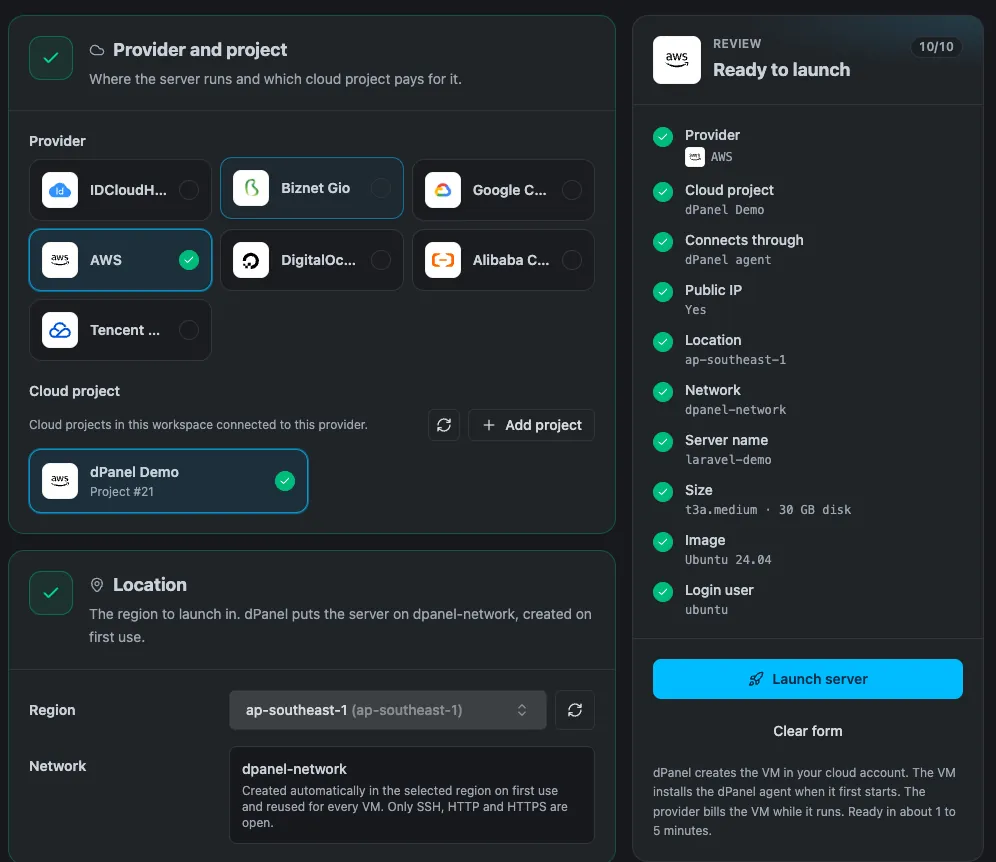 Provider and project
Where the server runs and which cloud project pays for it.
Provider
IDCloudH...
Biznet Gio
Google C...
aws
AWS
DigitalOc...
Alibaba C...
Tencent ...
Cloud project
Cloud projects in this workspace connected to this provider.
Add project
aws
dPanel Demo
Project #21
Location
The region to launch in. dPanel puts the server on dpanel-network, created on
first use.
Region
ap-southeast-1 (ap-southeast-1)
Network
dpanel-network
Created automatically in the selected region on first use
and reused for every VM. Only SSH, HTTP and HTTPS are
open.
aws
REVIEW
10/10
Ready to launch
Provider
aws
AWS
Cloud project
dPanel Demo
Connects through
dPanel agent
Public IP
Yes
Location
ap-southeast-1
Network
dpanel-network
Server name
laravel-demo
Size
t3a.medium · 30 GB disk
Image
Ubuntu 24.04
Login user
ubuntu
Launch server
Clear form
dPanel creates the VM in your cloud account. The VM
installs the dPanel agent when it first starts. The
provider bills the VM while it runs. Ready in about 1 to
5 minutes.